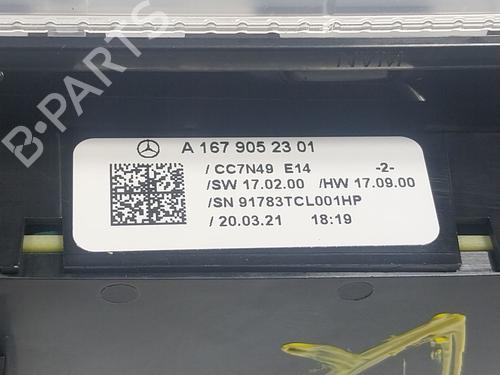 B-PARTS
A 167 905 23 01
/ CC7N49 E14 -2-
/SW 17.02.00 /HW 17.09.00
/SN 91783TCL001HP
/ 20.03.21 18:19